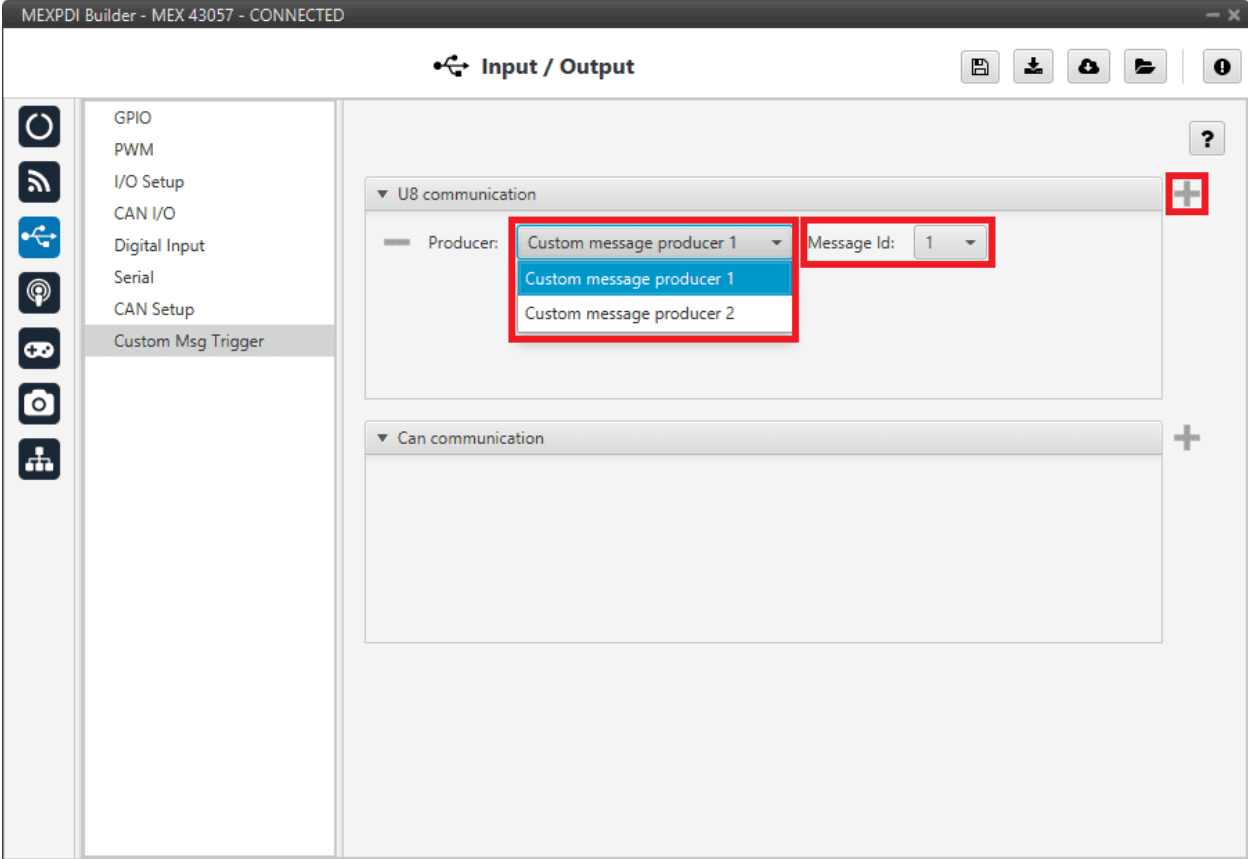 MEXPDI Builder - MEX 43057 - CONNECTED
Input / Output
GPIO
PWM
I/O Setup
CAN I/O
Digital Input
Serial
CAN Setup
Custom Msg Trigger
?
U8 communication
Producer: Custom message producer 1 Message Id: 1
Custom message producer 1
Custom message producer 2
Can communication